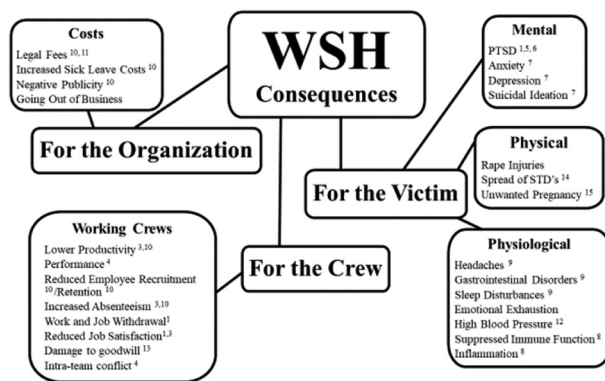 WSH
Consequences
Costs
Legal Fees 10, 11
Increased Sick Leave Costs 10
Negative Publicity 10
Going Out of Business
For the Organization
Mental
PTSD 1,5, 6
Anxiety 7
Depression 7
Suicidal Ideation 7
Physical
Rape Injuries
Spread of STD's 14
Unwanted Pregnancy 15
For the Victim
Physiological
Headaches 9
Gastrointestinal Disorders 9
Sleep Disturbances 9
Emotional Exhaustion
High Blood Pressure 12
Suppressed Immune Function 8
Inflammation 8
For the Crew
Working Crews
Lower Productivity 3,10
Performance 4
Reduced Employee Recruitment
10 /Retention 10
Increased Absenteeism 3,10
Work and Job Withdrawal1
Reduced Job Satisfaction1,3
Damage to goodwill 13
Intra-team conflict 4